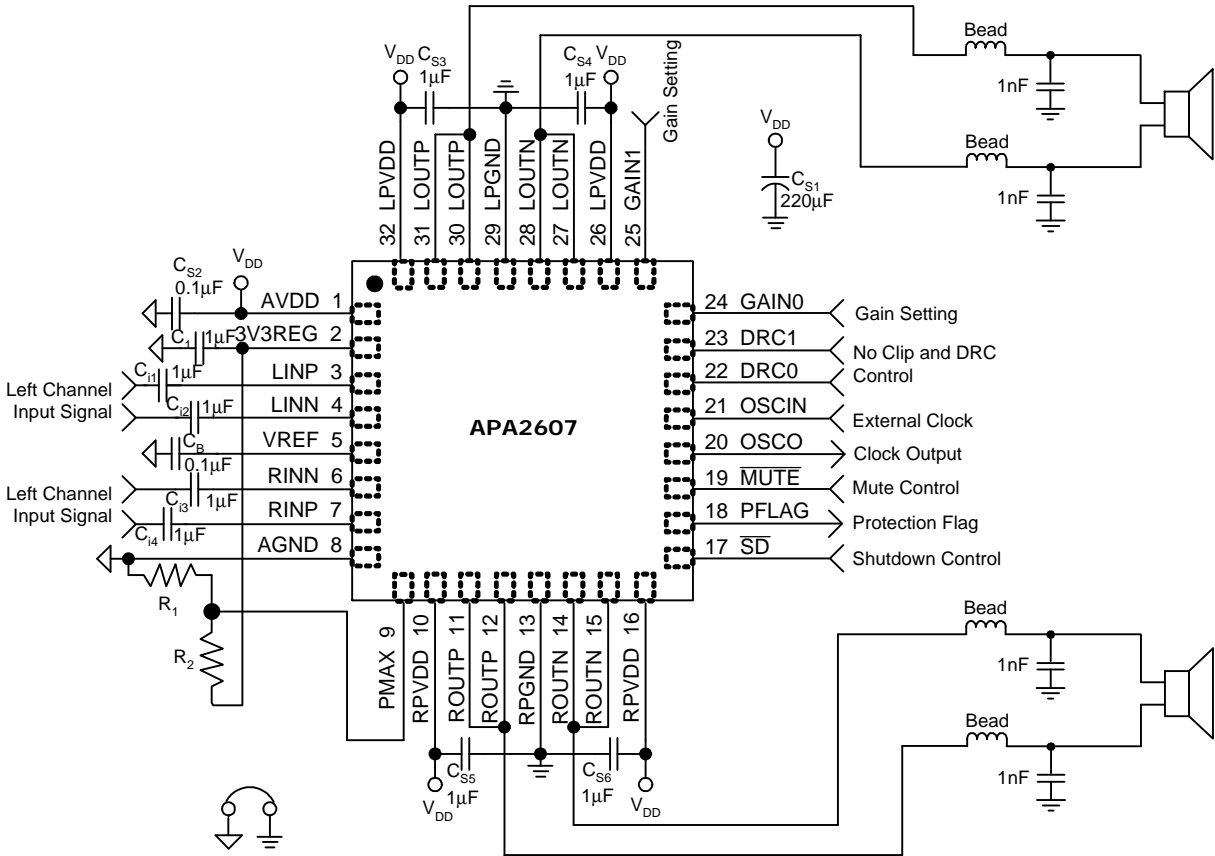 V_DD C_S3 1μF
C_S4 1μF V_DD
Gain Setting
Bead
1nF
Bead
1nF
V_DD
C_S1
220μF
32 LPVDD
31 LOUTP
30 LOUTP
29 LPGND
28 LOUTN
27 LOUTN
26 LPVDD
25 GAIN1
C_S2
0.1μF
V_DD
AVDD 1
C_1 1μF 3V3REG 2
C_i1 1μF LINP 3
Left Channel
Input Signal
C_i2 1μF LINN 4
C_B
0.1μF
VREF 5
Left Channel
Input Signal
C_i3 1μF RINN 6
C_i4 1μF RINP 7
AGND 8
APA2607
24 GAIN0 Gain Setting
23 DRC1 No Clip and DRC
22 DRC0 Control
21 OSCIN External Clock
20 OSCO Clock Output
19 MUTE Mute Control
18 PFLAG Protection Flag
17 SD Shutdown Control
R_1
R_2
PMAX 9
RPVDD 10
ROUTP 11
ROUTP 12
RPGND 13
ROUTN 14
ROUTN 15
RPVDD 16
V_DD C_S5 1μF
C_S6 1μF V_DD
Bead
1nF
Bead
1nF